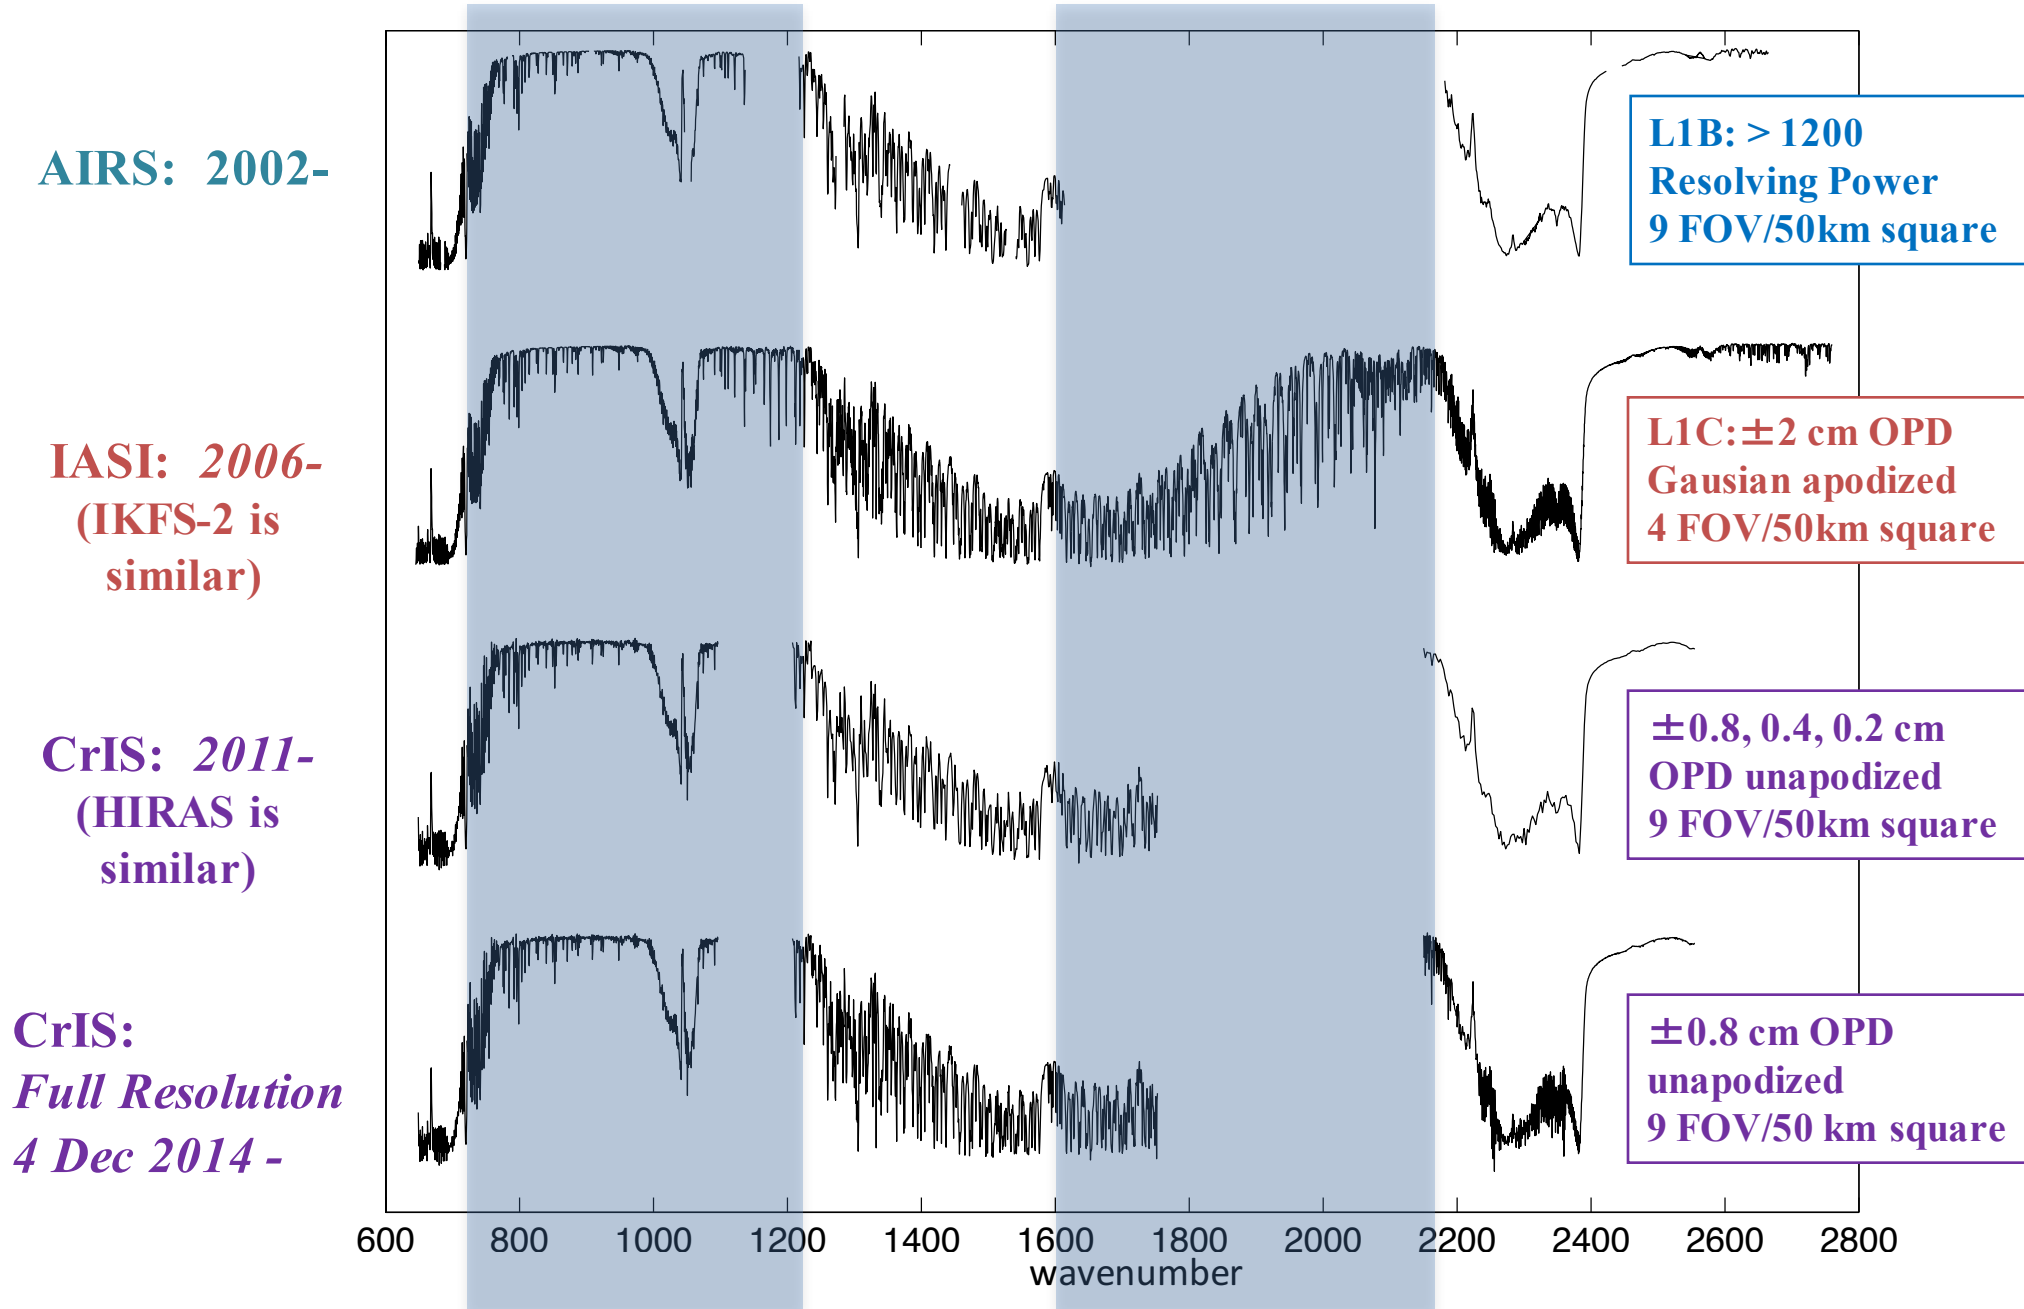 AIRS: 2002-
L1B: > 1200
Resolving Power
9 FOV/50km square
IASI: 2006-
(IKFS-2 is
similar)
L1C:±2 cm OPD
Gausian apodized
4 FOV/50km square
CrIS: 2011-
(HIRAS is
similar)
±0.8, 0.4, 0.2 cm
OPD unapodized
9 FOV/50km square
CrIS:
Full Resolution
4 Dec 2014 -
±0.8 cm OPD
unapodized
9 FOV/50 km square
600 800 1000 1200 1400 1600 1800 2000 2200 2400 2600 2800
wavenumber